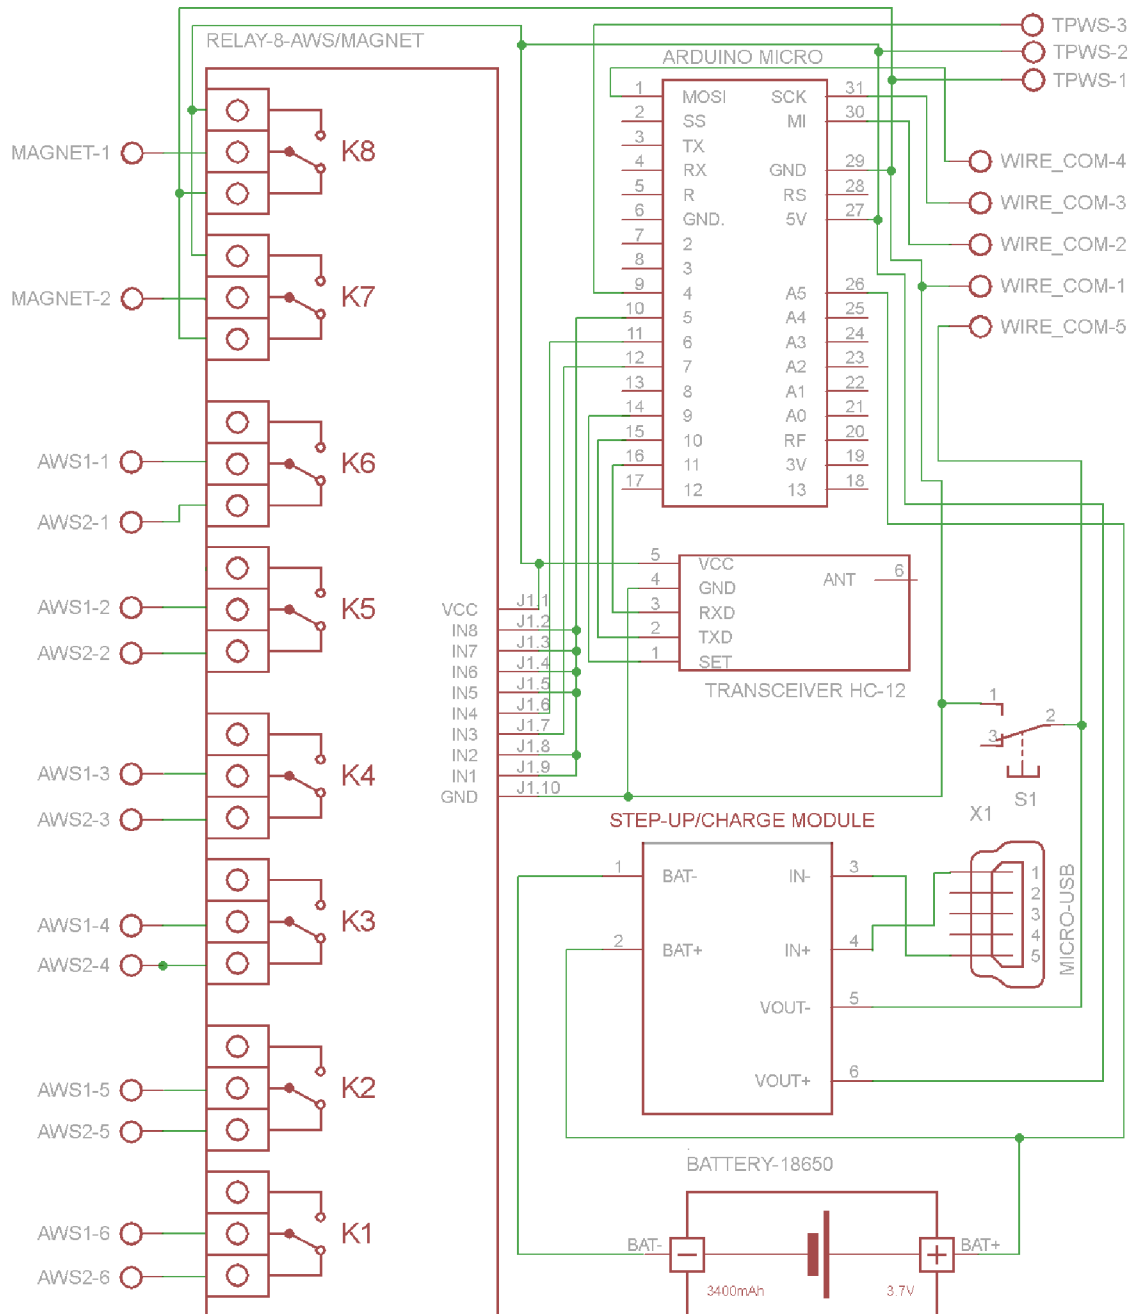 RELAY-8-AWS/MAGNET
MAGNET-1
K8
MAGNET-2
K7
AWS1-1
AWS2-1
K6
AWS1-2
AWS2-2
K5
AWS1-3
AWS2-3
K4
AWS1-4
AWS2-4
K3
AWS1-5
AWS2-5
K2
AWS1-6
AWS2-6
K1
VCC J1.1
IN8 J1.2
IN7 J1.3
IN6 J1.4
IN5 J1.5
IN4 J1.6
IN3 J1.7
IN2 J1.8
IN1 J1.9
GND J1.10
ARDUINO MICRO
1 MOSI SCK 31
2 SS MI 30
3 TX
4 RX GND 29
5 R RS 28
6 GND. 5V 27
7 2
8 3
9 4 A5 26
10 5 A4 25
11 6 A3 24
12 7 A2 23
13 8 A1 22
14 9 A0 21
15 10 RF 20
16 11 3V 19
17 12 13 18
TPWS-3
TPWS-2
TPWS-1
WIRE_COM-4
WIRE_COM-3
WIRE_COM-2
WIRE_COM-1
WIRE_COM-5
5 VCC
4 GND
3 RXD
2 TXD
1 SET
ANT 6
TRANSCEIVER HC-12
1
2
3
S1
X1
STEP-UP/CHARGE MODULE
1 BAT- IN- 3
2 BAT+ IN+ 4
VOUT- 5
VOUT+ 6
1
2
3
4
5
MICRO-USB
BATTERY-18650
BAT- − + BAT+
3400mAh 3.7V